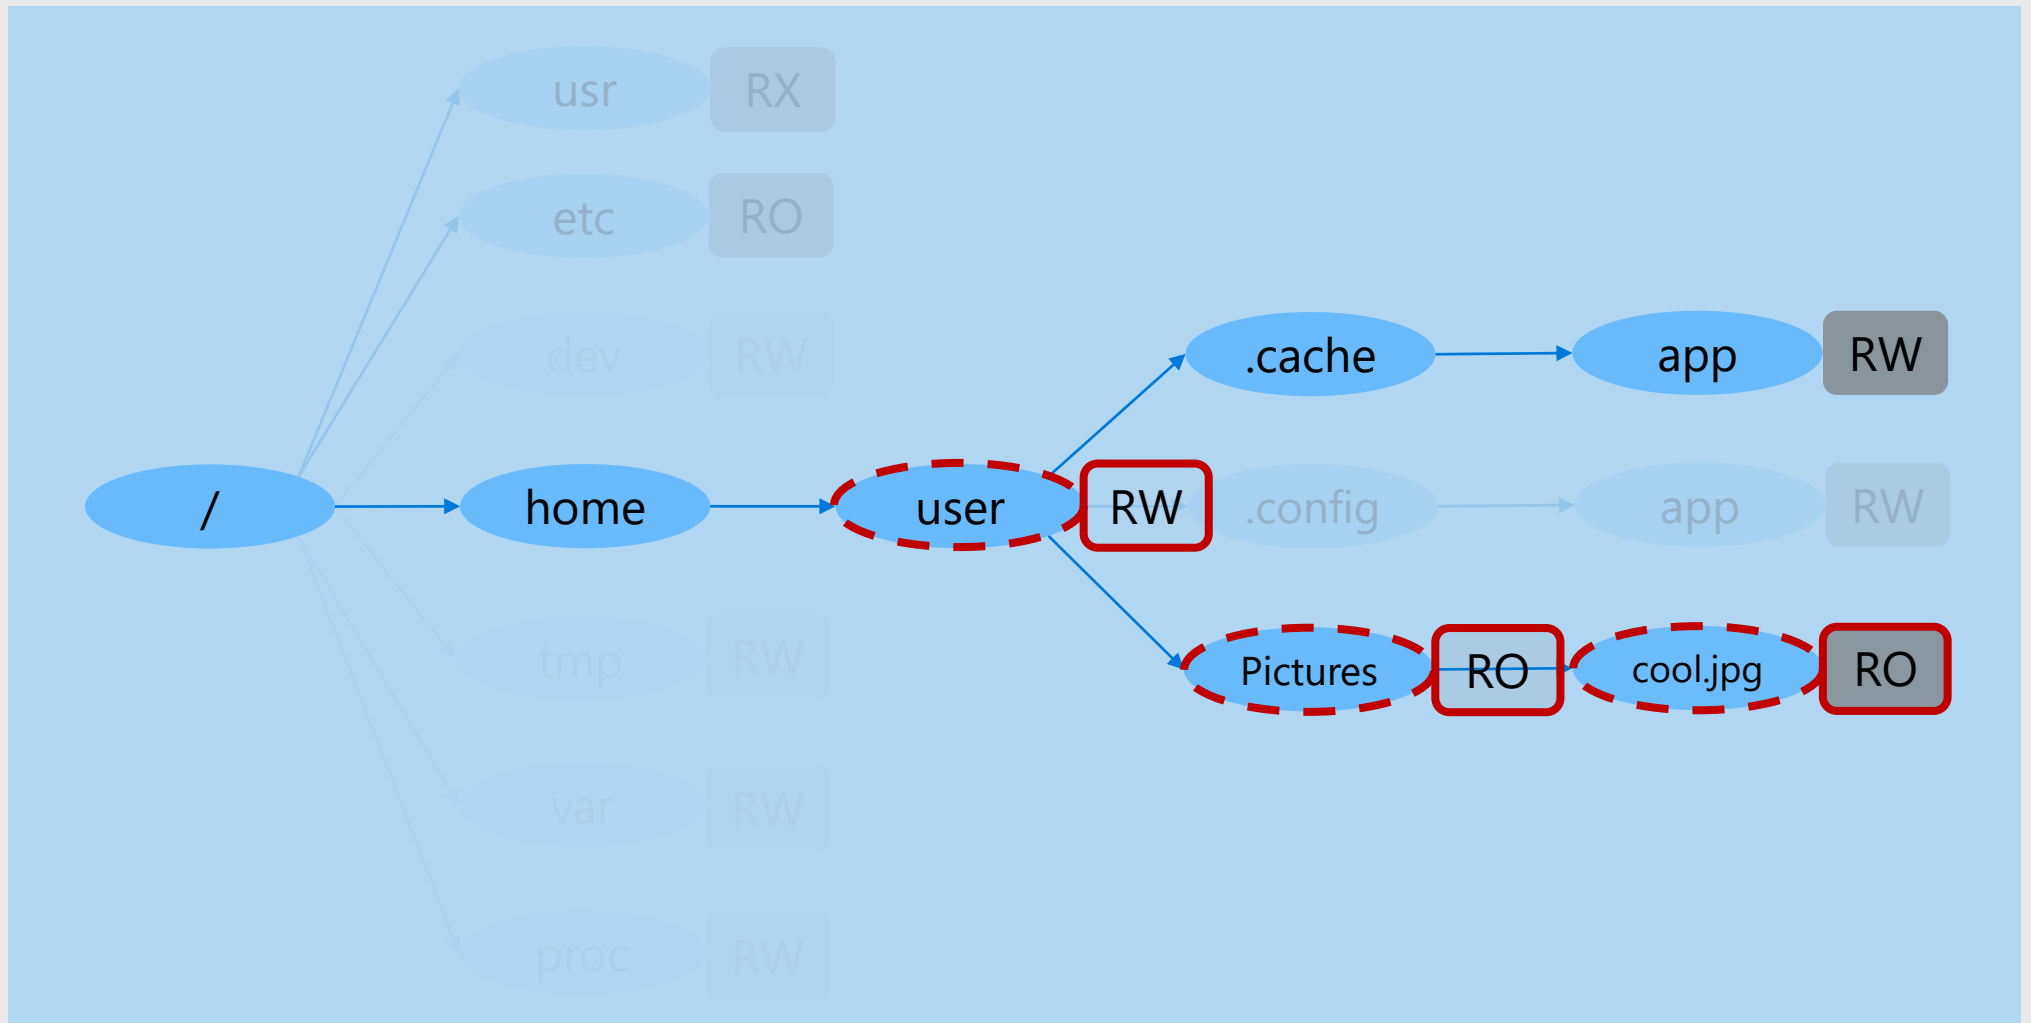 usr RX
etc RO
dev RW
.cache app RW
/ home user RW .config app RW
tmp RW
Pictures RO cool.jpg RO
var RW
proc RW